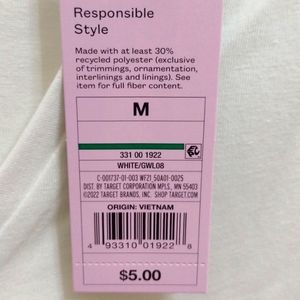 Responsible
Style
Made with at least 30%
recycled polyester (exclusive
of trimmings, ornamentation,
interlinings and linings). See
item for full fiber content.
M
331 00 1922
WHITE/GWL08
C-001737-01-003 WF21_50A01-0025
DIST. BY TARGET CORPORATION MPLS., MN 55403
©2022 TARGET BRANDS, INC. SHOP TARGET.COM
ORIGIN: VIETNAM
4 93310 01922 8
$5.00